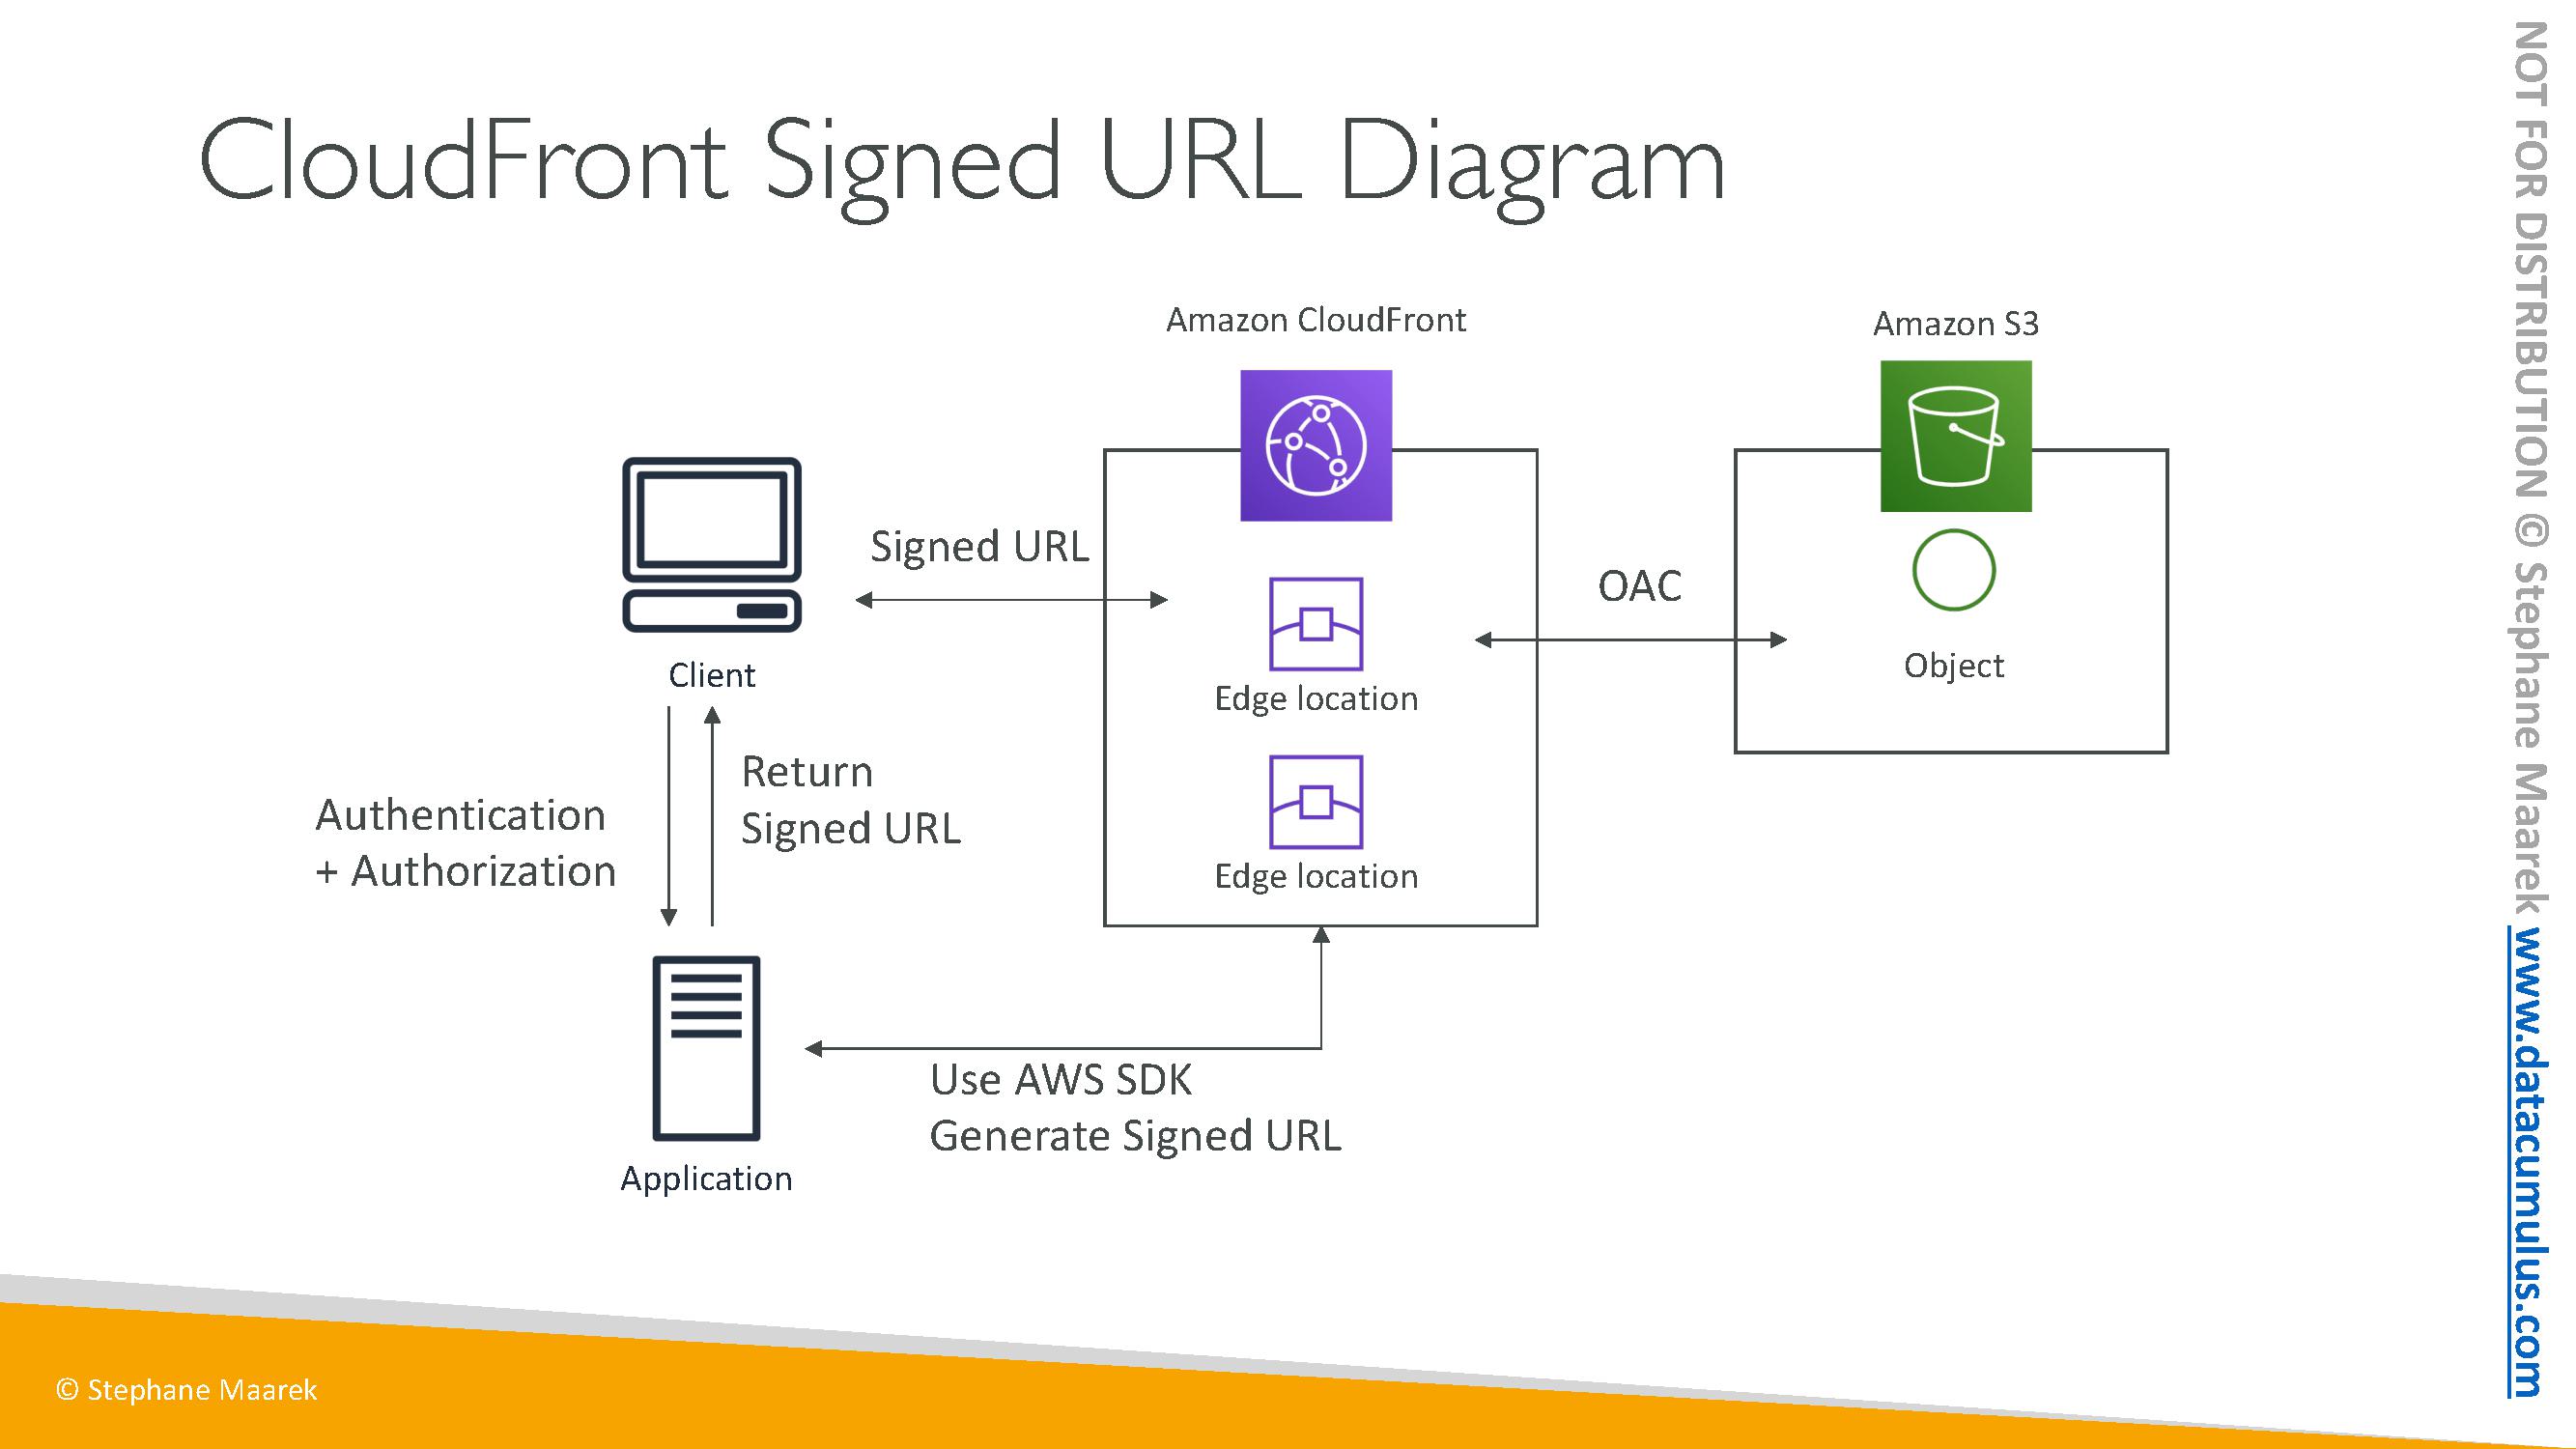 CloudFront Signed URL Diagram
Amazon CloudFront
Amazon S3
Signed URL
OAC
Client
Object
Edge location
Return
Signed URL
Authentication
+ Authorization
Edge location
Use AWS SDK
Generate Signed URL
Application
© Stephane Maarek
NOT FOR DISTRIBUTION © Stephane Maarek www.datacumulus.com